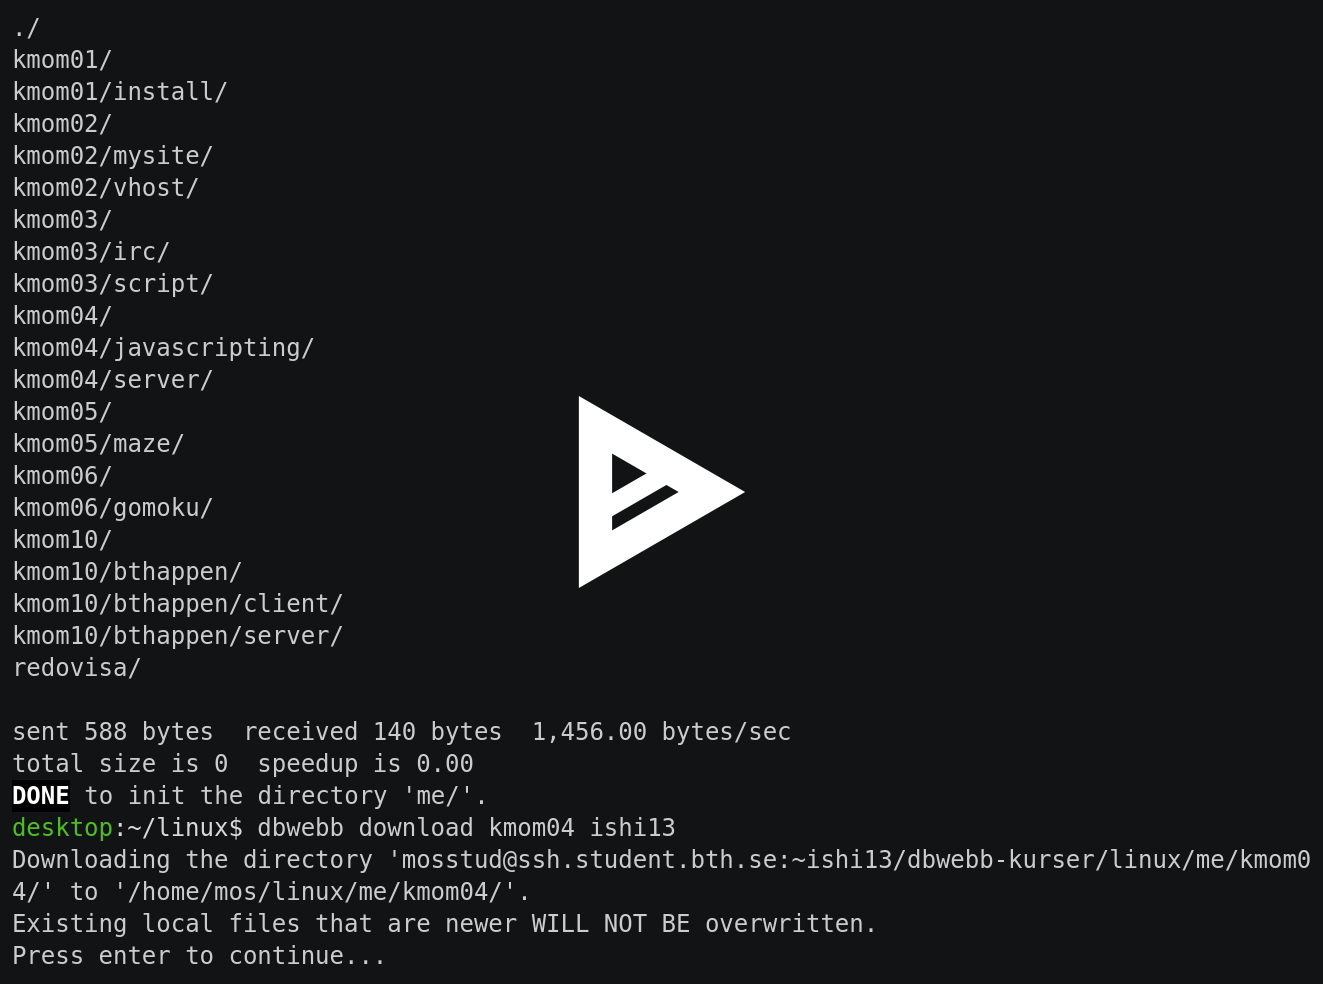 ./
kmom01/
kmom01/install/
kmom02/
kmom02/mysite/
kmom02/vhost/
kmom03/
kmom03/irc/
kmom03/script/
kmom04/
kmom04/javascripting/
kmom04/server/
kmom05/
kmom05/maze/
kmom06/
kmom06/gomoku/
kmom10/
kmom10/bthappen/
kmom10/bthappen/client/
kmom10/bthappen/server/
redovisa/
sent 588 bytes  received 140 bytes  1,456.00 bytes/sec
total size is 0  speedup is 0.00
DONE to init the directory 'me/'.
desktop:~/linux$ dbwebb download kmom04 ishi13
Downloading the directory 'mosstud@ssh.student.bth.se:~ishi13/dbwebb-kurser/linux/me/kmom0
4/' to '/home/mos/linux/me/kmom04/'.
Existing local files that are newer WILL NOT BE overwritten.
Press enter to continue...